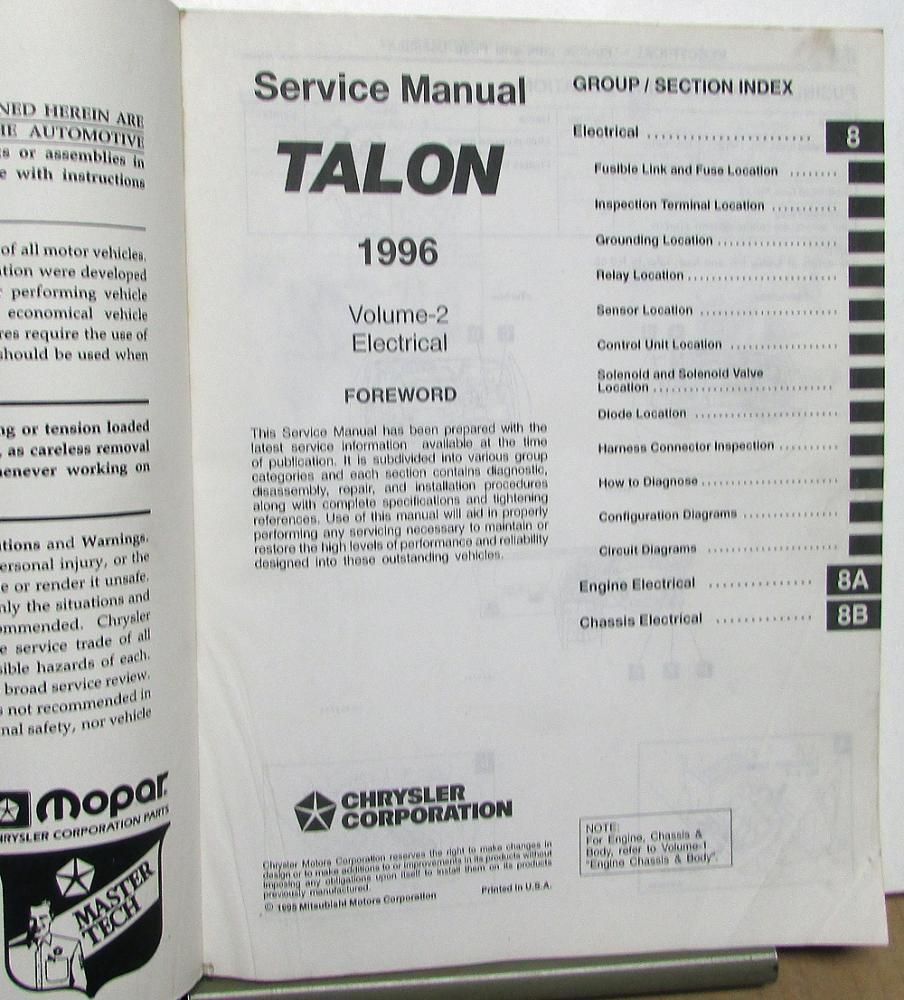 NED HEREIN ARE
HE AUTOMOTIVE
ts or assemblies in
e with instructions
of all motor vehicles,
ation were developed
r performing vehicle
economical vehicle
res require the use of
should be used when
ng or tension loaded
, as careless removal
henever working on
tions and Warnings.
ersonal injury, or the
e or render it unsafe.
nly the situations and
ommended. Chrysler
e service trade of all
sible hazards of each.
broad service review.
s not recommended in
nal safety, nor vehicle
Mopar.
HRYSLER CORPORATION PARTS
MASTER
TECH
Service Manual
TALON
1996
Volume-2
Electrical
FOREWORD
This Service Manual has been prepared with the
latest service information available at the time
of publication. It is subdivided into various group
categories and each section contains diagnostic,
disassembly, repair, and installation procedures
along with complete specifications and tightening
references. Use of this manual will aid in properly
performing any servicing necessary to maintain or
restore the high levels of performance and reliability
designed into these outstanding vehicles.
CHRYSLER
CORPORATION
Chrysler Motors Corporation reserves the right to make changes in
design or to make additions to or improvements in its products without
imposing any obligations upon itself to install them on its products
previously manufactured.
Printed in U.S.A.
© 1995 Mitsubishi Motors Corporation
GROUP / SECTION INDEX
Electrical ........................ 8
Fusible Link and Fuse Location ........
Inspection Terminal Location ...........
Grounding Location ....................
Relay Location .........................
Sensor Location .......................
Control Unit Location ..................
Solenoid and Solenoid Valve
Location ...............................
Diode Location ........................
Harness Connector Inspection ..........
How to Diagnose .......................
Configuration Diagrams ................
Circuit Diagrams ......................
Engine Electrical ............... 8A
Chassis Electrical .............. 8B
NOTE:
For Engine, Chassis &
Body, refer to Volume-1
"Engine Chassis & Body".